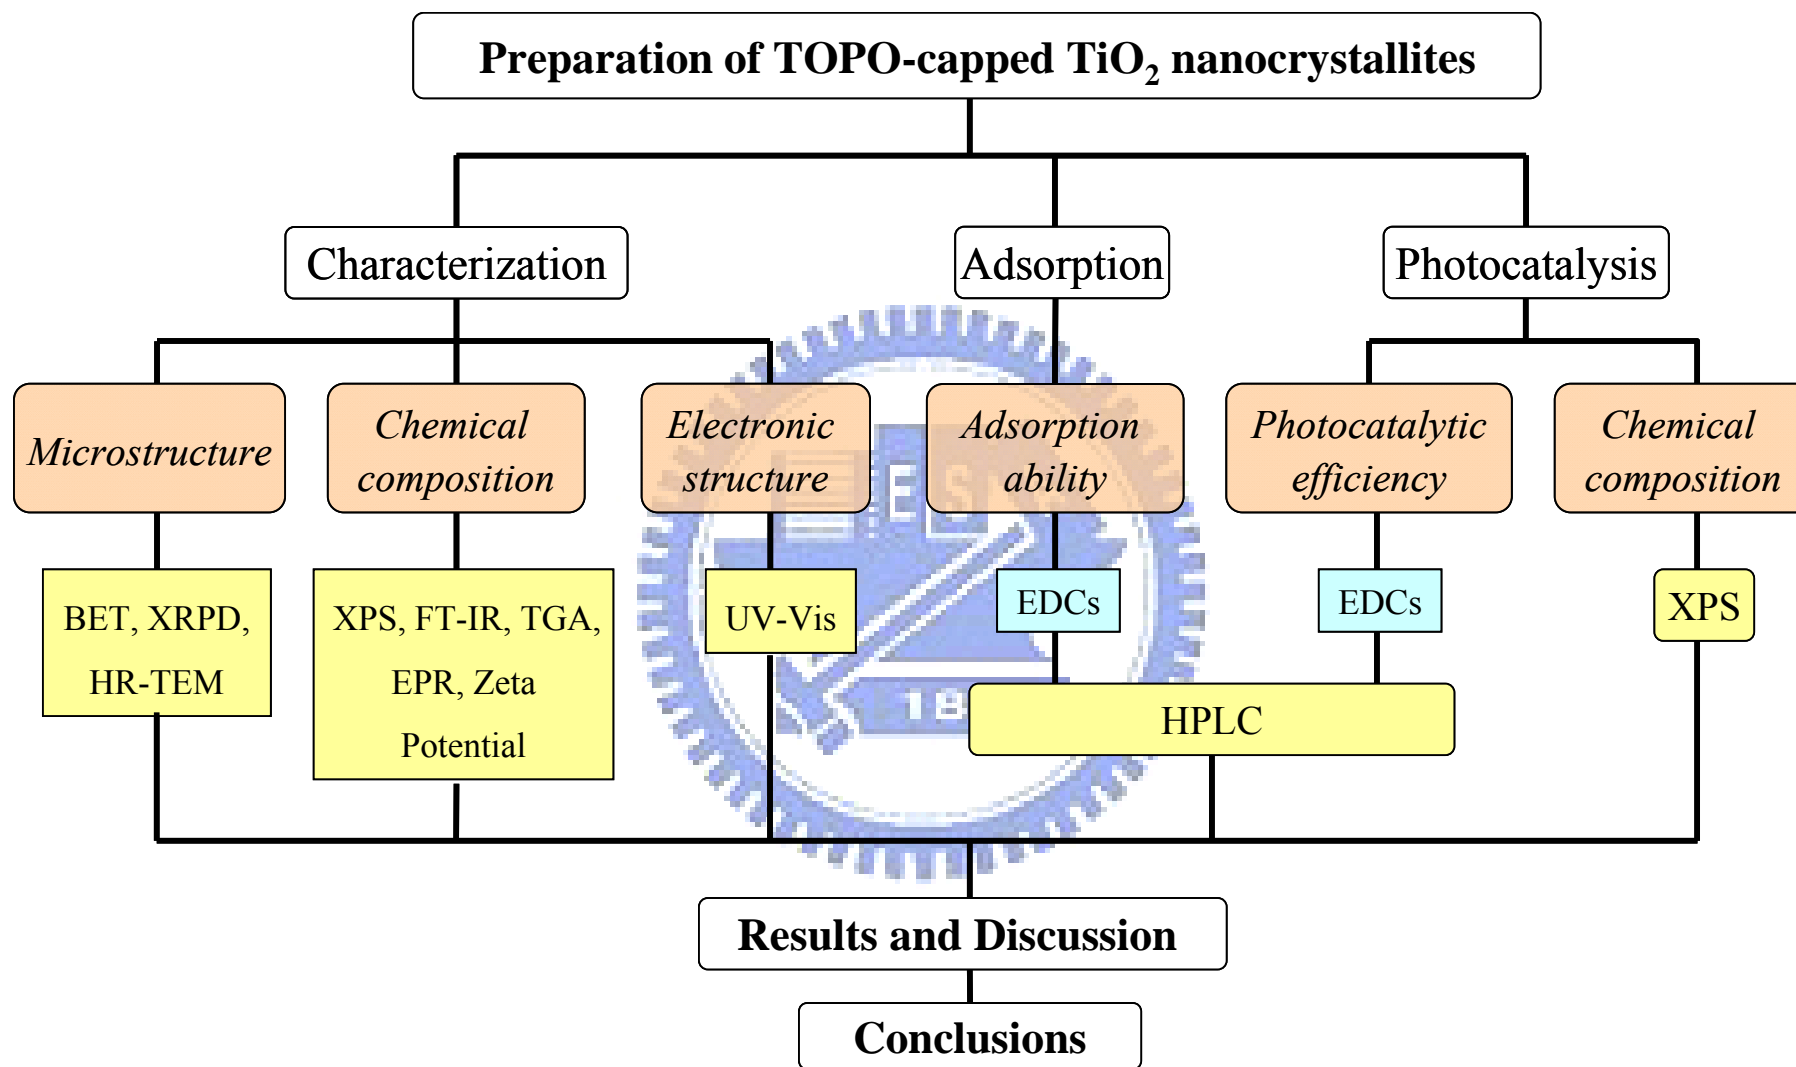 Preparation of TOPO-capped TiO₂ nanocrystallites
Characterization
Adsorption
Photocatalysis
Microstructure
Chemical
composition
Electronic
structure
Adsorption
ability
Photocatalytic
efficiency
Chemical
composition
BET, XRPD,
HR-TEM
XPS, FT-IR, TGA,
EPR, Zeta
Potential
UV-Vis
EDCs
EDCs
XPS
HPLC
ES
18
Results and Discussion
Conclusions